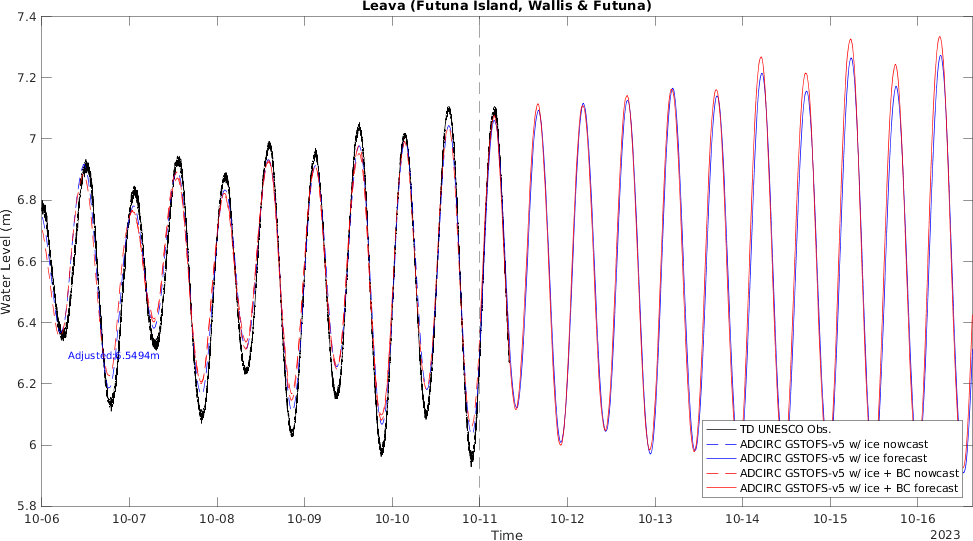 Leava (Futuna Island, Wallis & Futuna)
7.4
7.2
7
6.8
6.6
6.4
6.2
6
5.8
Water Level (m)
Adjusted:6.5494m
TD UNESCO Obs.
ADCIRC GSTOFS-v5 w/ ice nowcast
ADCIRC GSTOFS-v5 w/ ice forecast
ADCIRC GSTOFS-v5 w/ ice + BC nowcast
ADCIRC GSTOFS-v5 w/ ice + BC forecast
10-06 10-07 10-08 10-09 10-10 10-11 10-12 10-13 10-14 10-15 10-16
Time
2023